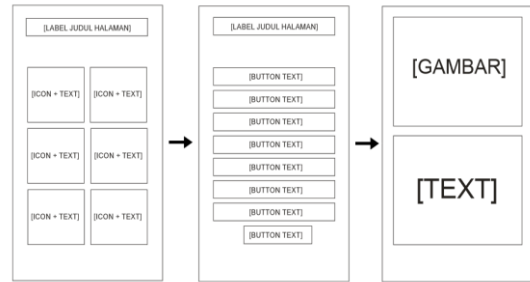 [LABEL JUDUL HALAMAN]
[ICON + TEXT] [ICON + TEXT]
[ICON + TEXT] [ICON + TEXT]
[ICON + TEXT] [ICON + TEXT]
[LABEL JUDUL HALAMAN]
[BUTTON TEXT]
[BUTTON TEXT]
[BUTTON TEXT]
[BUTTON TEXT]
[BUTTON TEXT]
[BUTTON TEXT]
[BUTTON TEXT]
[BUTTON TEXT]
[GAMBAR]
[TEXT]